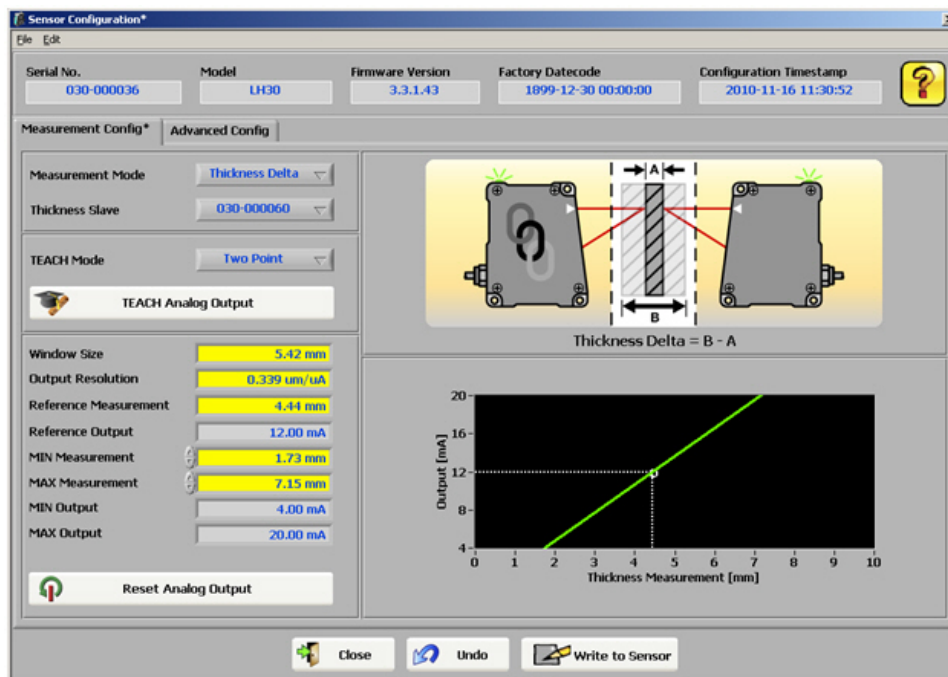 Sensor Configuration*
File Edit
Serial No. Model Firmware Version Factory Datecode Configuration Timestamp
030-000036 LH30 3.3.1.43 1899-12-30 00:00:00 2010-11-16 11:30:52
?
Measurement Config* Advanced Config
Measurement Mode Thickness Delta
Thickness Slave 030-000060
TEACH Mode Two Point
TEACH Analog Output
Window Size 5.42 mm
Output Resolution 0.339 um/uA
Reference Measurement 4.44 mm
Reference Output 12.00 mA
MIN Measurement 1.73 mm
MAX Measurement 7.15 mm
MIN Output 4.00 mA
MAX Output 20.00 mA
Reset Analog Output
A
B
Thickness Delta = B - A
Output [mA]
20
16
12
8
4
0 1 2 3 4 5 6 7 8 9 10
Thickness Measurement [mm]
Close Undo Write to Sensor